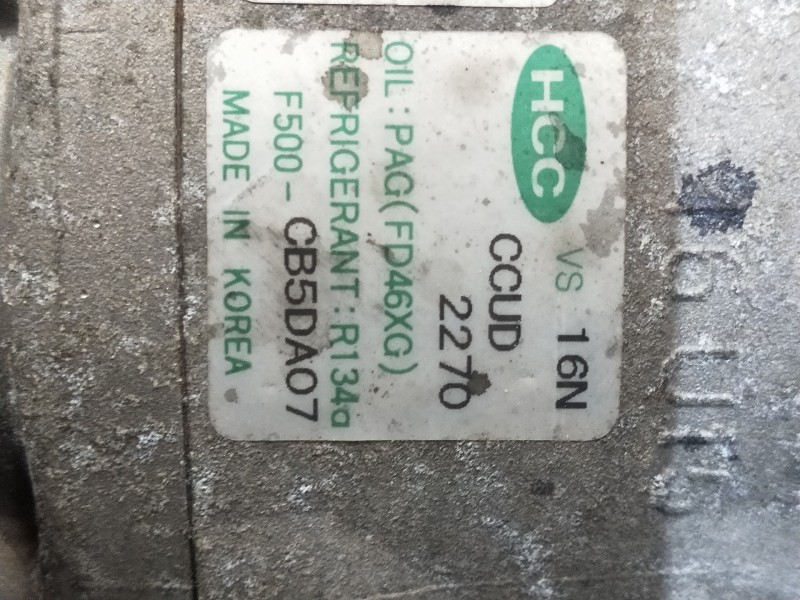 HCC VS 16N
CCUD
2270
OIL : PAG(FD46XG)
REFRIGERANT : R134a
F500 - CB5DA07
MADE IN KOREA